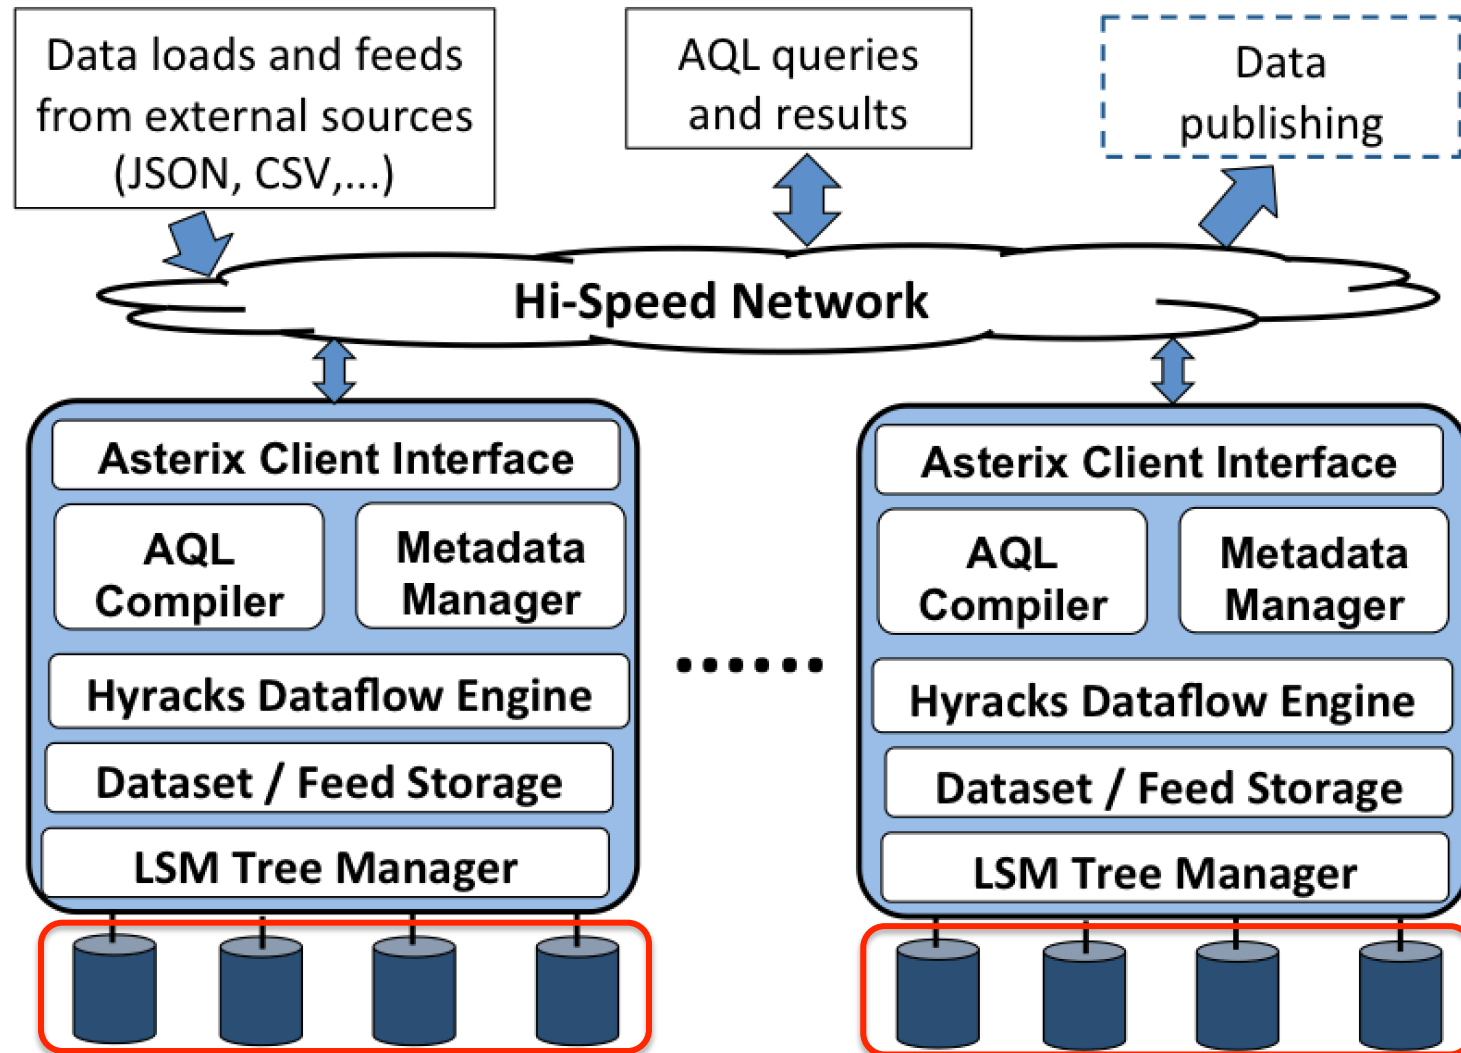 Data loads and feeds
from external sources
(JSON, CSV,...)
AQL queries
and results
Data
publishing
Hi-Speed Network
Asterix Client Interface
AQL
Compiler
Metadata
Manager
Hyracks Dataflow Engine
Dataset / Feed Storage
LSM Tree Manager
......
Asterix Client Interface
AQL
Compiler
Metadata
Manager
Hyracks Dataflow Engine
Dataset / Feed Storage
LSM Tree Manager